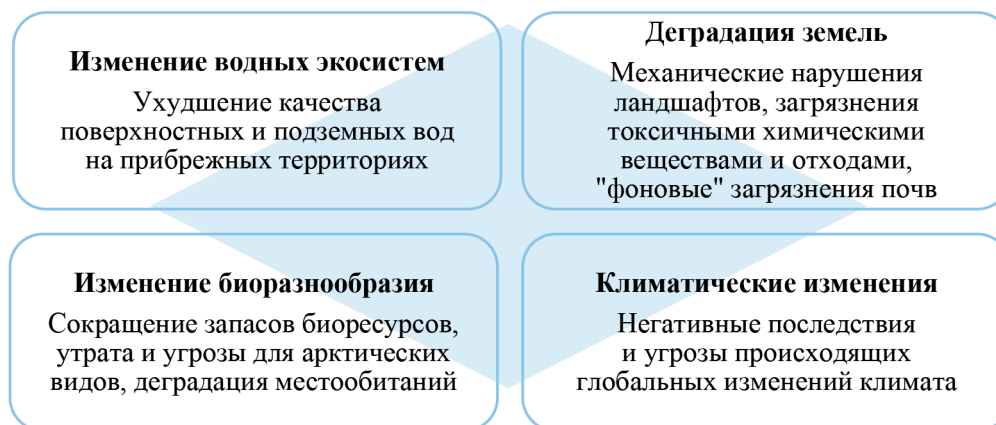 Изменение водных экосистем
Ухудшение качества
поверхностных и подземных вод
на прибрежных территориях
Деградация земель
Механические нарушения
ландшафтов, загрязнения
токсичными химическими
веществами и отходами,
"фоновые" загрязнения почв
Изменение биоразнообразия
Сокращение запасов биоресурсов,
утрата и угрозы для арктических
видов, деградация местообитаний
Климатические изменения
Негативные последствия
и угрозы происходящих
глобальных изменений климата